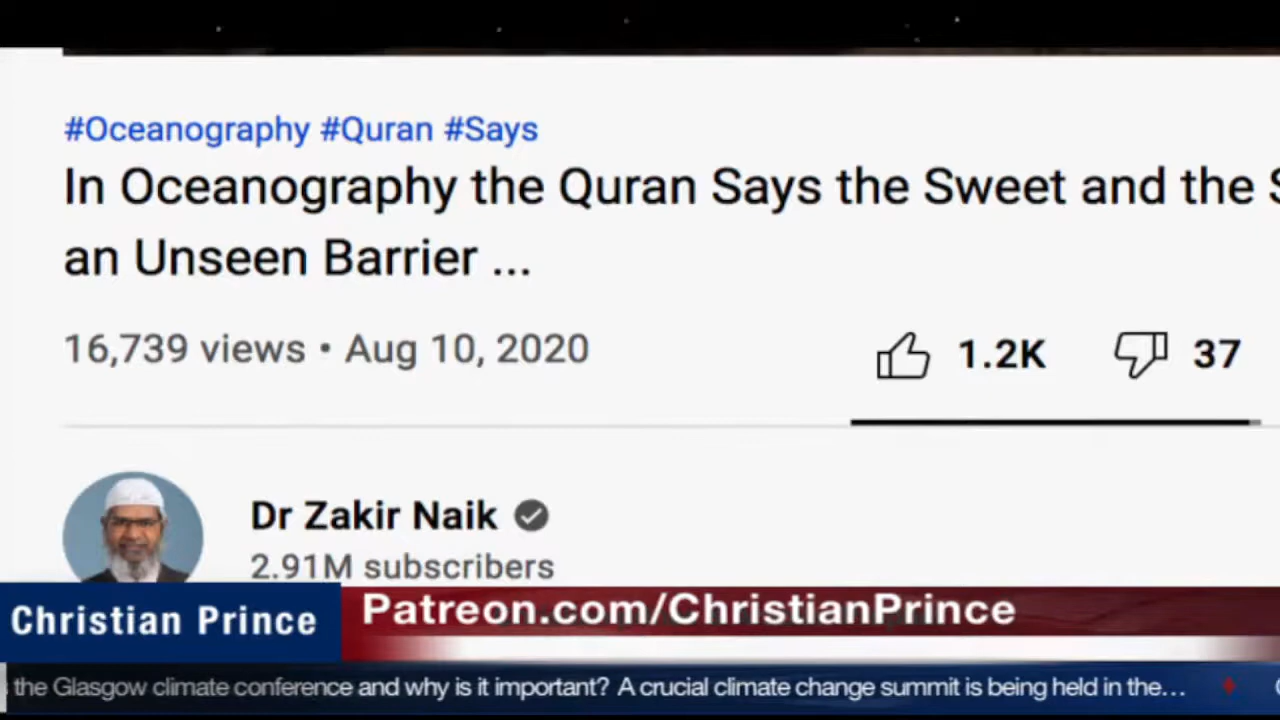 #Oceanography #Quran #Says
In Oceanography the Quran Says the Sweet and the
an Unseen Barrier ...
16,739 views • Aug 10, 2020
1.2K
37
Dr Zakir Naik
2.91M subscribers
Christian Prince
Patreon.com/ChristianPrince
the Glasgow climate conference and why is it important? A crucial climate change summit is being held in the...